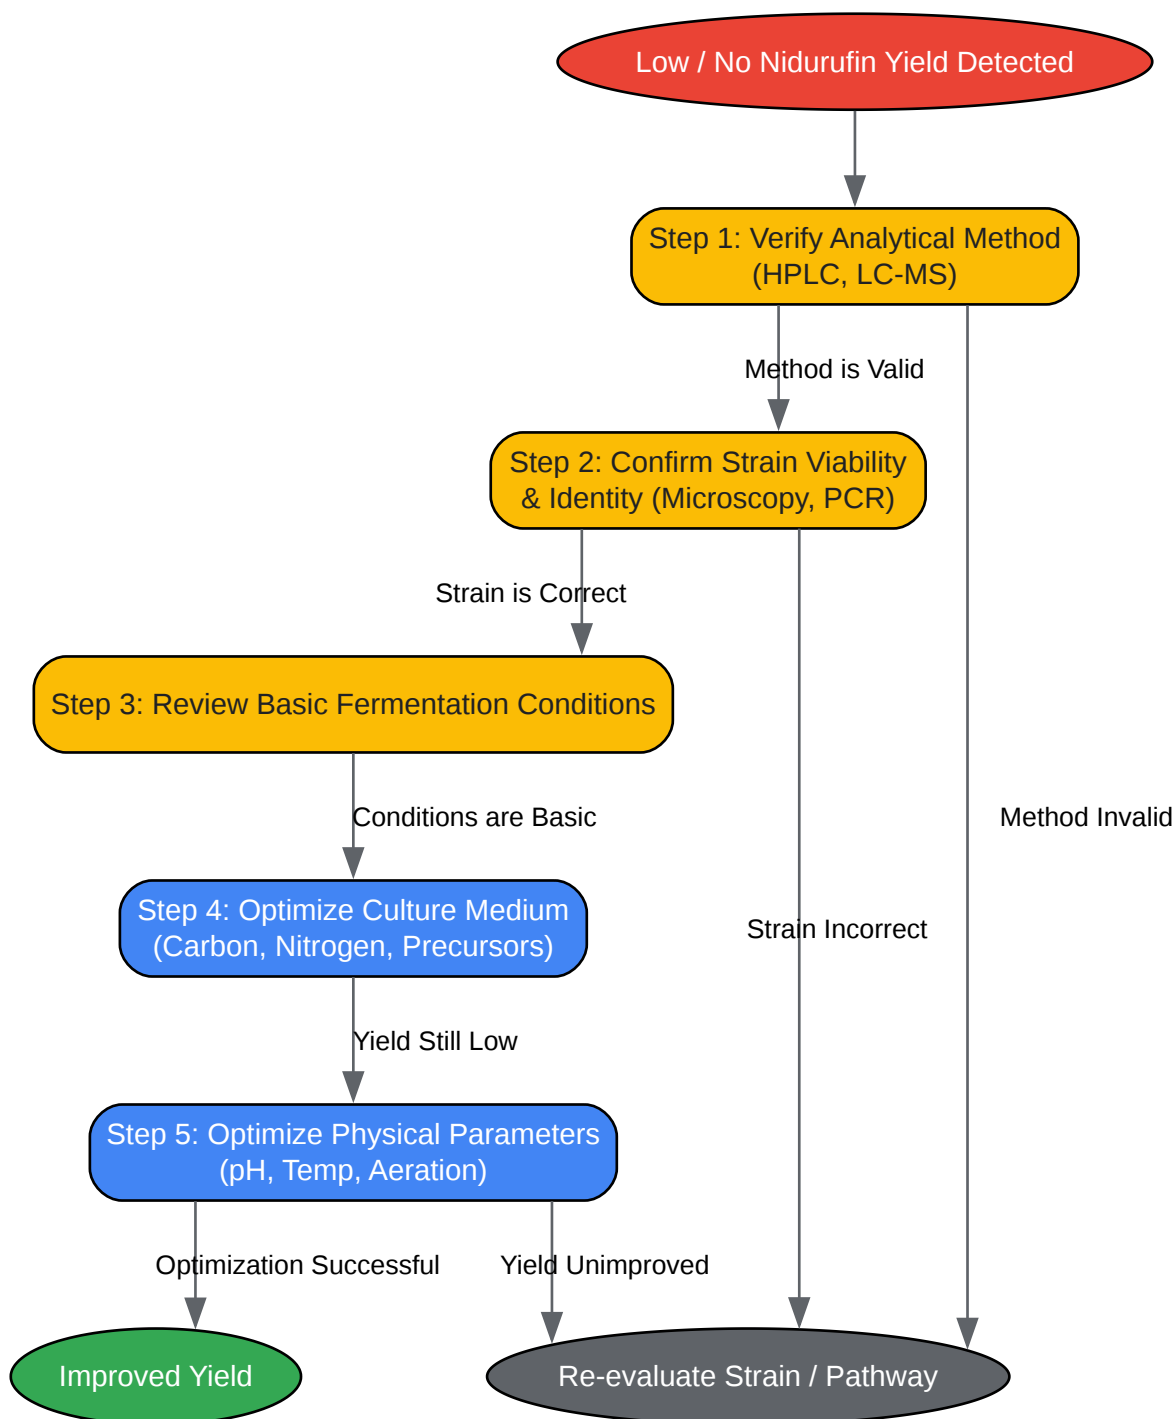 Low / No Nidurufin Yield Detected
Step 1: Verify Analytical Method
(HPLC, LC-MS)
Method is Valid
Step 2: Confirm Strain Viability
& Identity (Microscopy, PCR)
Strain is Correct
Step 3: Review Basic Fermentation Conditions
Conditions are Basic
Method Invalid
Step 4: Optimize Culture Medium
(Carbon, Nitrogen, Precursors)
Strain Incorrect
Yield Still Low
Step 5: Optimize Physical Parameters
(pH, Temp, Aeration)
Optimization Successful
Yield Unimproved
Improved Yield
Re-evaluate Strain / Pathway